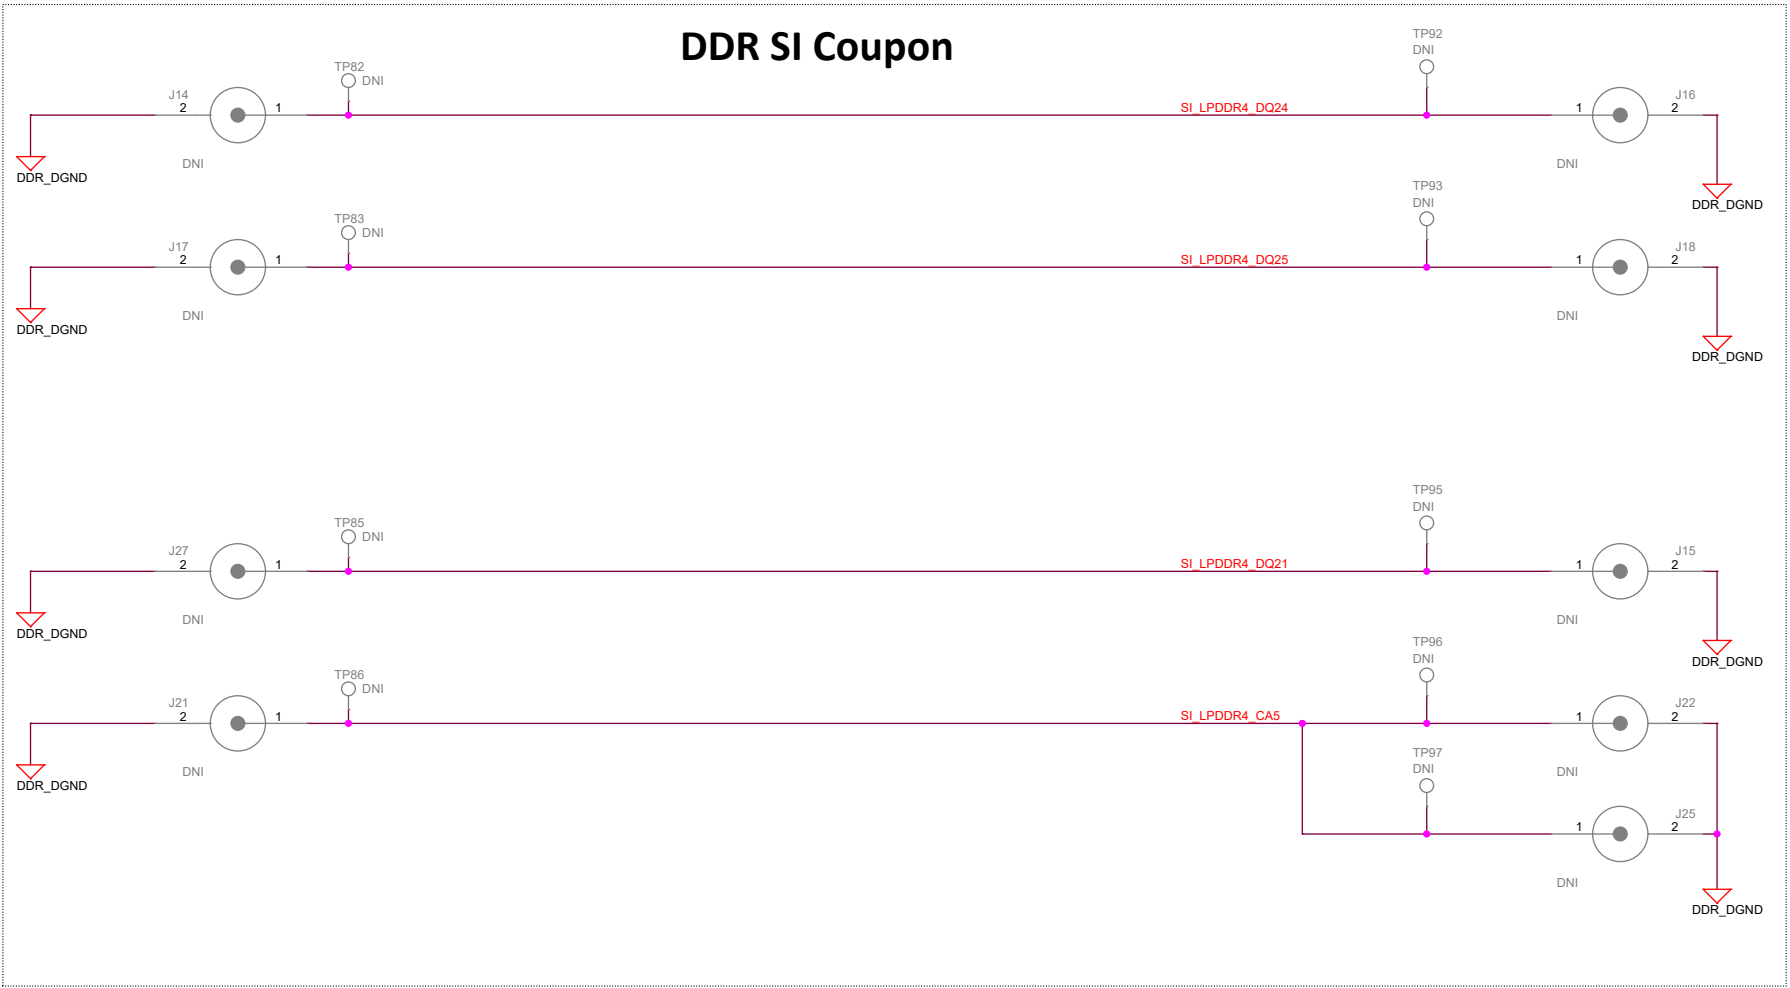 DDR SI Coupon
TP92
DNI
TP82
DNI
J14
2
1
SI_LPDDR4_DQ24
1
J16
2
DNI
DNI
DDR_DGND
DDR_DGND
TP93
DNI
TP83
DNI
J17
2
1
SI_LPDDR4_DQ25
1
J18
2
DNI
DNI
DDR_DGND
DDR_DGND
TP95
DNI
TP85
DNI
J27
2
1
SI_LPDDR4_DQ21
1
J15
2
DNI
DNI
DDR_DGND
DDR_DGND
TP96
DNI
TP86
DNI
J21
2
1
SI_LPDDR4_CA5
1
J22
2
TP97
DNI
DNI
DNI
DDR_DGND
1
J25
2
DNI
DDR_DGND